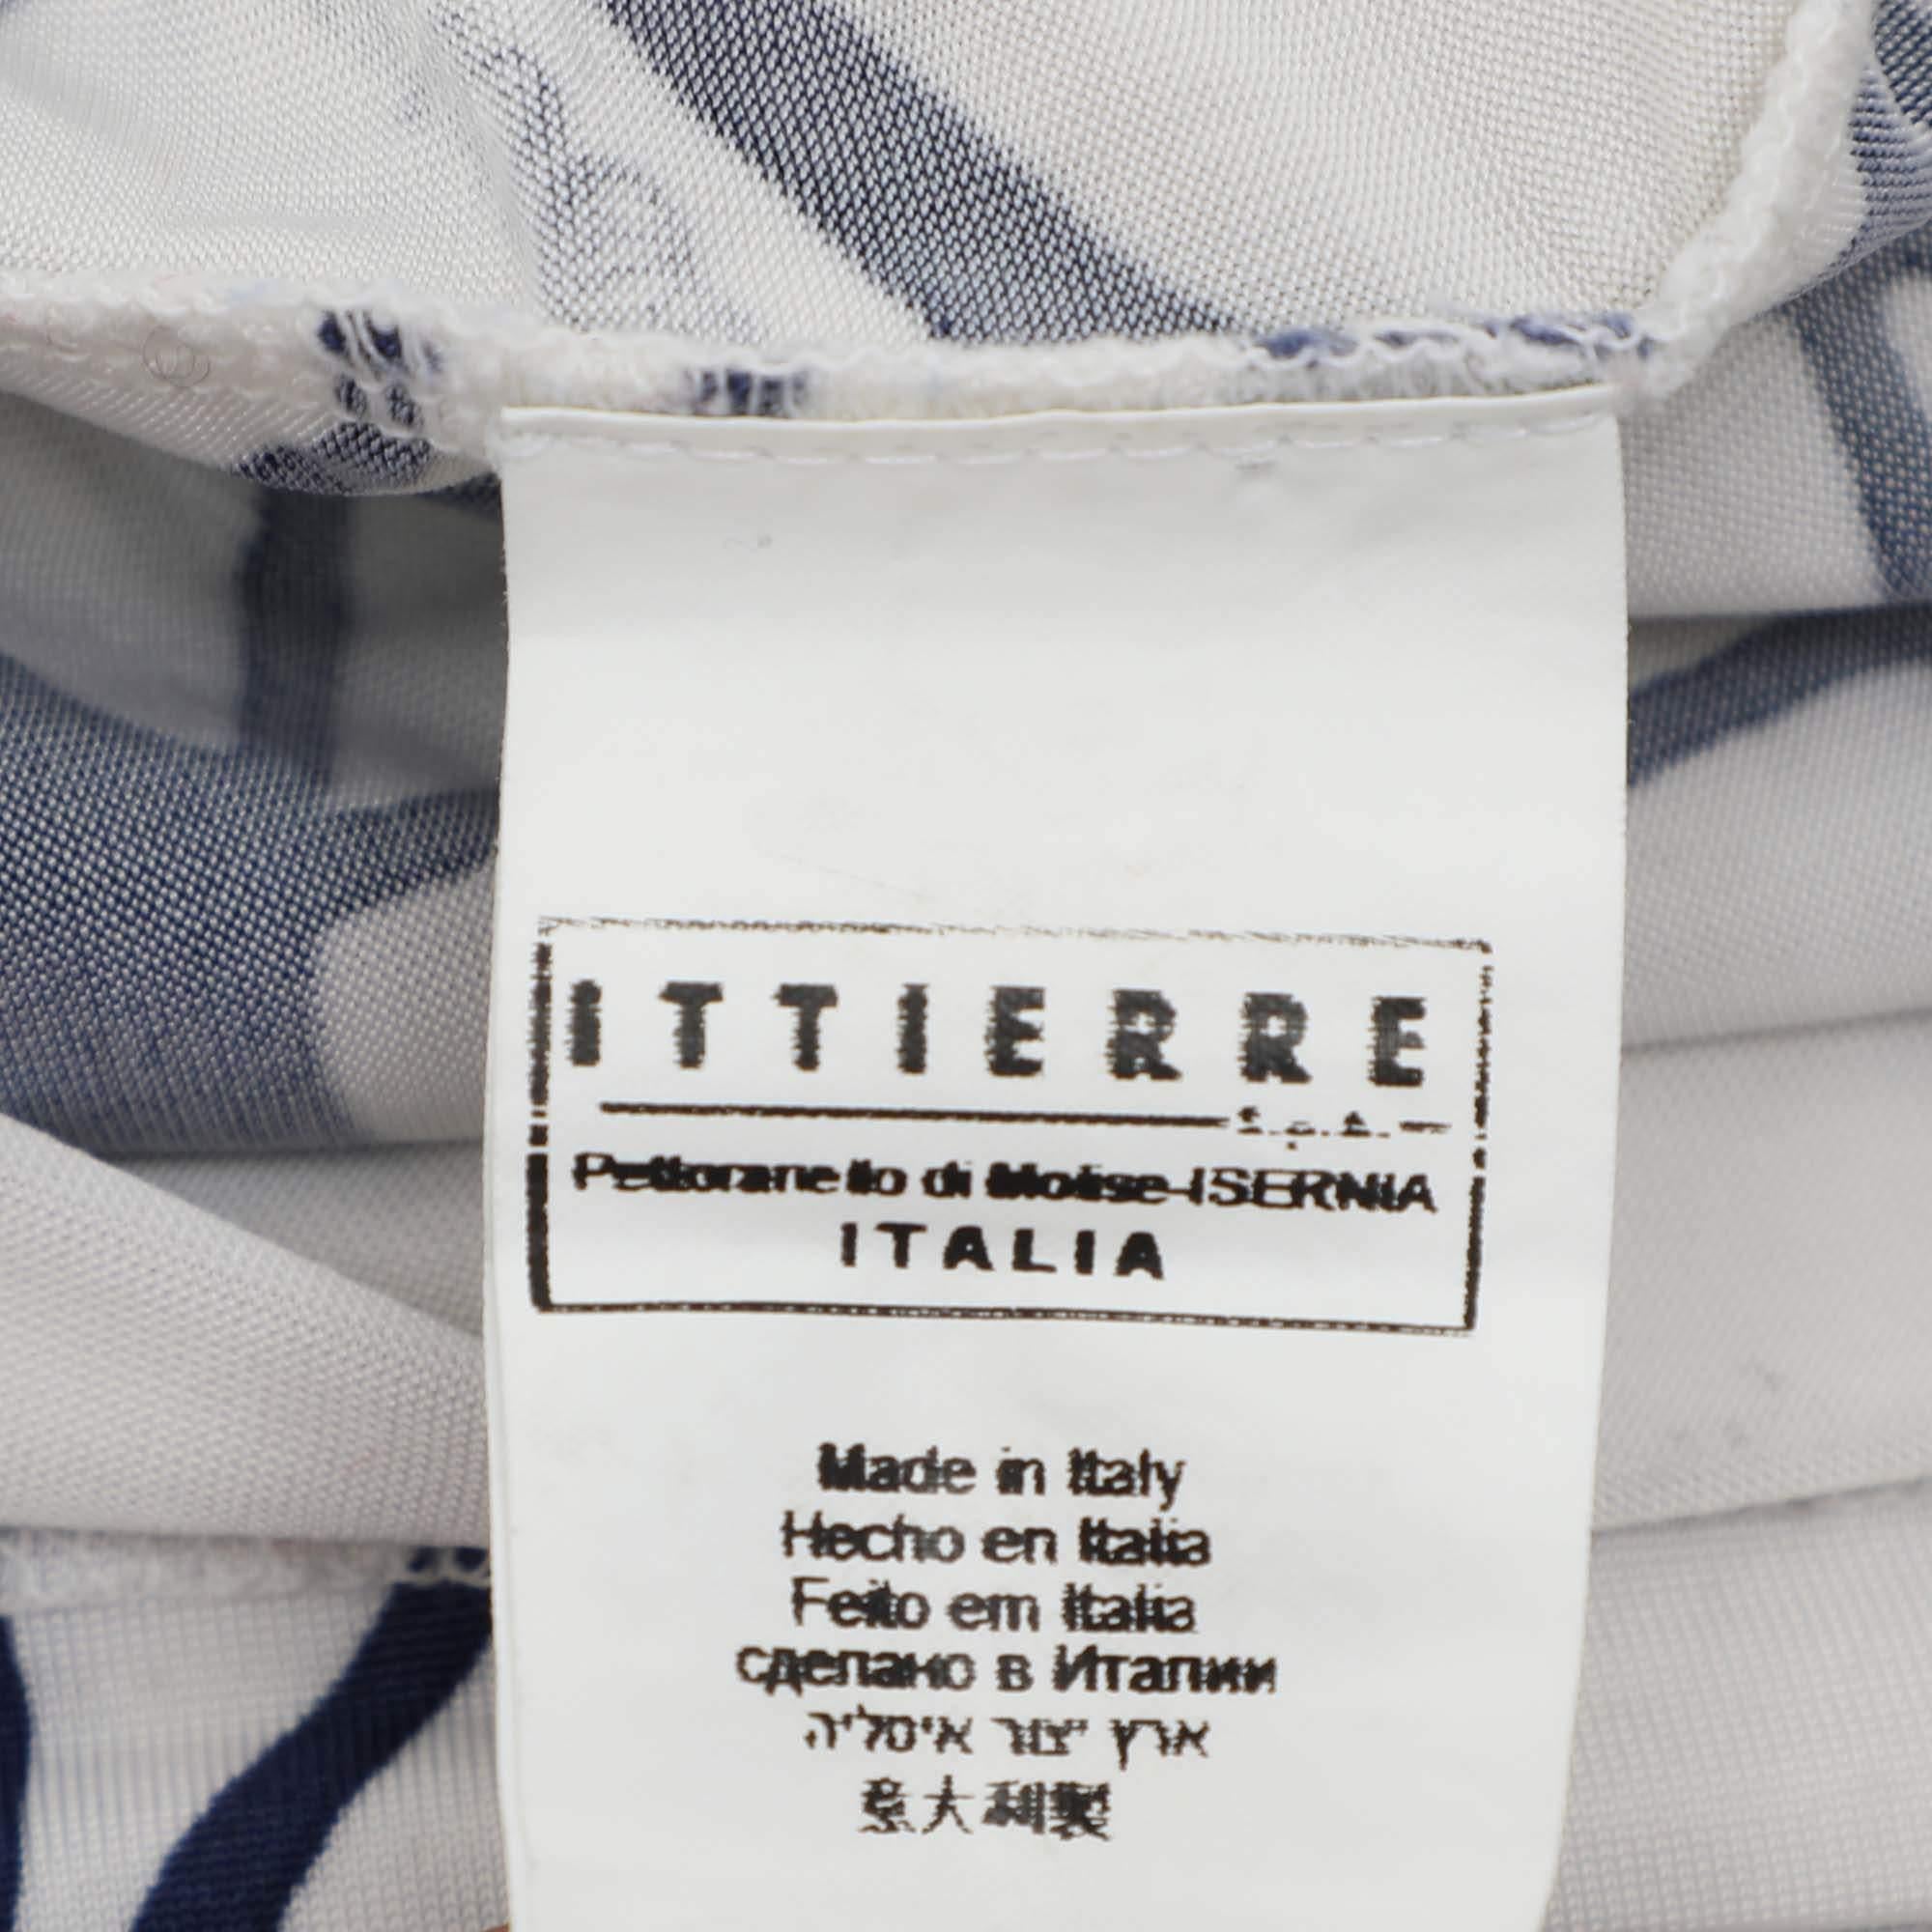 ITTIERRE
S.p.A.
Pettoranello di Molise-ISERNIA
ITALIA
Made in Italy
Hecho en Italia
Feito em Italia
сделано в Италии
ארץ יצור איטליה
意大利製